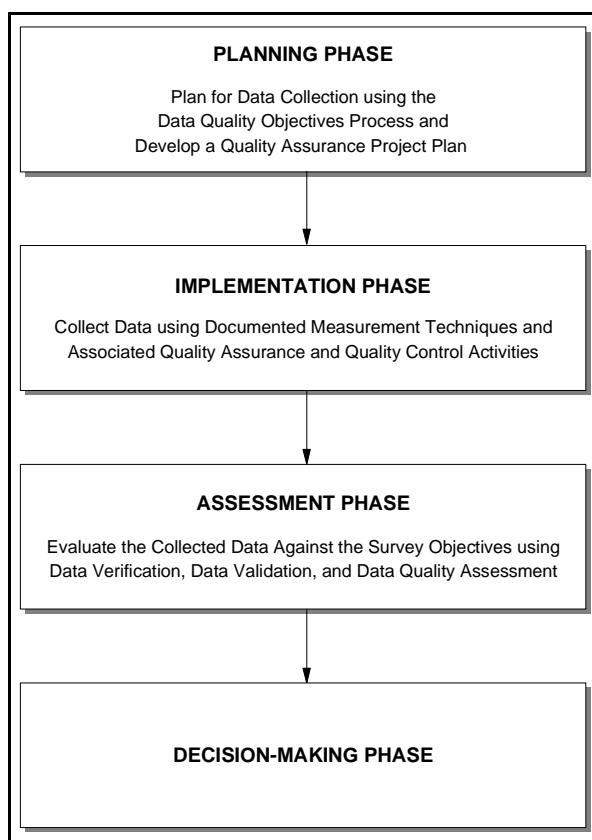 PLANNING PHASE
Plan for Data Collection using the
Data Quality Objectives Process and
Develop a Quality Assurance Project Plan
IMPLEMENTATION PHASE
Collect Data using Documented Measurement Techniques and
Associated Quality Assurance and Quality Control Activities
ASSESSMENT PHASE
Evaluate the Collected Data Against the Survey Objectives using
Data Verification, Data Validation, and Data Quality Assessment
DECISION-MAKING PHASE